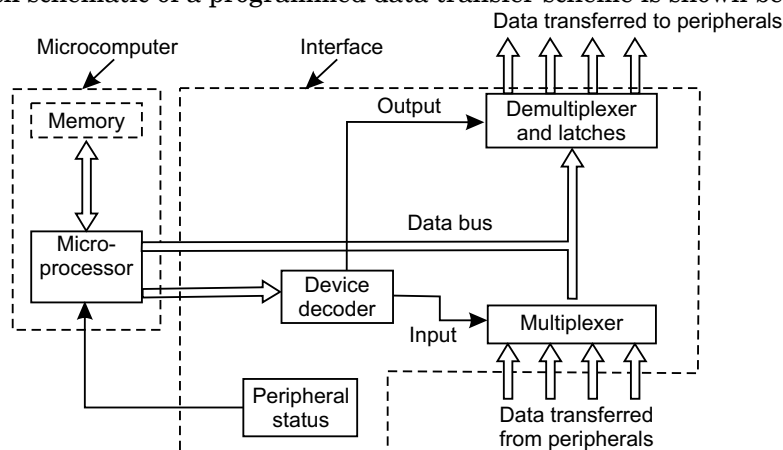 Data transferred to peripherals
Microcomputer
Interface
Memory
Output
Demultiplexer
and latches
Data bus
Micro-
processor
Device
decoder
Input
Multiplexer
Peripheral
status
Data transferred
from peripherals